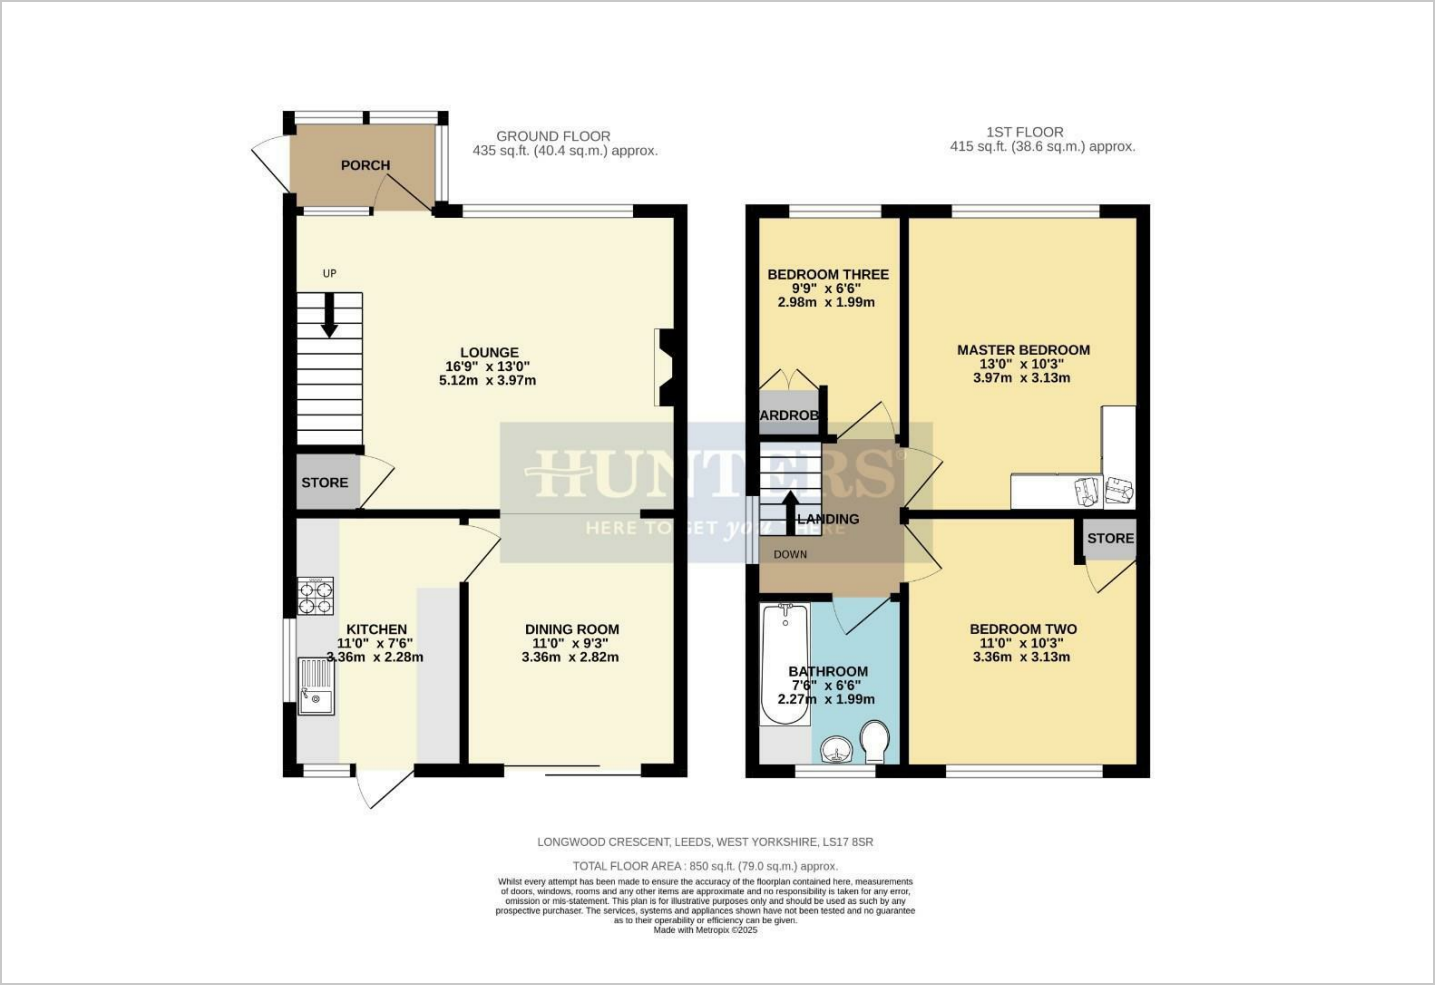 GROUND FLOOR
435 sq.ft. (40.4 sq.m.) approx.
1ST FLOOR
415 sq.ft. (38.6 sq.m.) approx.
PORCH
UP
LOUNGE
16'9" x 13'0"
5.12m x 3.97m
STORE
KITCHEN
11'0" x 7'6"
3.36m x 2.28m
DINING ROOM
11'0" x 9'3"
3.36m x 2.82m
BEDROOM THREE
9'9" x 6'6"
2.98m x 1.99m
ARDROB
MASTER BEDROOM
13'0" x 10'3"
3.97m x 3.13m
LANDING
DOWN
STORE
BEDROOM TWO
11'0" x 10'3"
3.36m x 3.13m
BATHROOM
7'6" x 6'6"
2.27m x 1.99m
HUNTERS®
HERE TO GET you THERE
LONGWOOD CRESCENT, LEEDS, WEST YORKSHIRE, LS17 8SR
TOTAL FLOOR AREA : 850 sq.ft. (79.0 sq.m.) approx.
Whilst every attempt has been made to ensure the accuracy of the floorplan contained here, measurements
of doors, windows, rooms and any other items are approximate and no responsibility is taken for any error,
omission or mis-statement. This plan is for illustrative purposes only and should be used as such by any
prospective purchaser. The services, systems and appliances shown have not been tested and no guarantee
as to their operability or efficiency can be given.
Made with Metropix ©2025